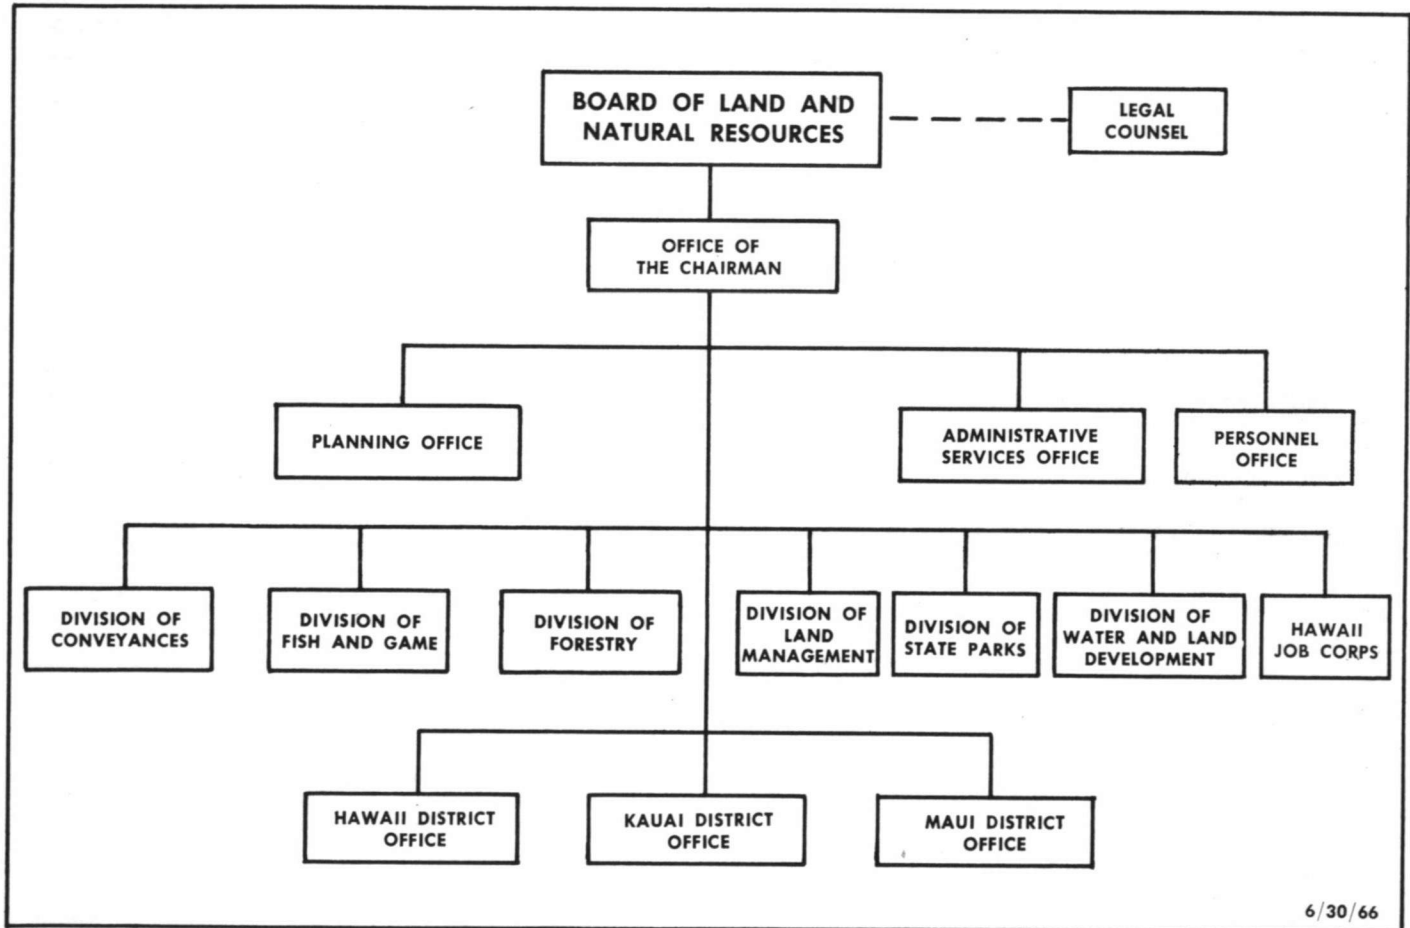 BOARD OF LAND AND
NATURAL RESOURCES
LEGAL
COUNSEL
OFFICE OF
THE CHAIRMAN
PLANNING OFFICE
ADMINISTRATIVE
SERVICES OFFICE
PERSONNEL
OFFICE
DIVISION OF
CONVEYANCES
DIVISION OF
FISH AND GAME
DIVISION OF
FORESTRY
DIVISION OF
LAND
MANAGEMENT
DIVISION OF
STATE PARKS
DIVISION OF
WATER AND LAND
DEVELOPMENT
HAWAII
JOB CORPS
HAWAII DISTRICT
OFFICE
KAUAI DISTRICT
OFFICE
MAUI DISTRICT
OFFICE
6/30/66